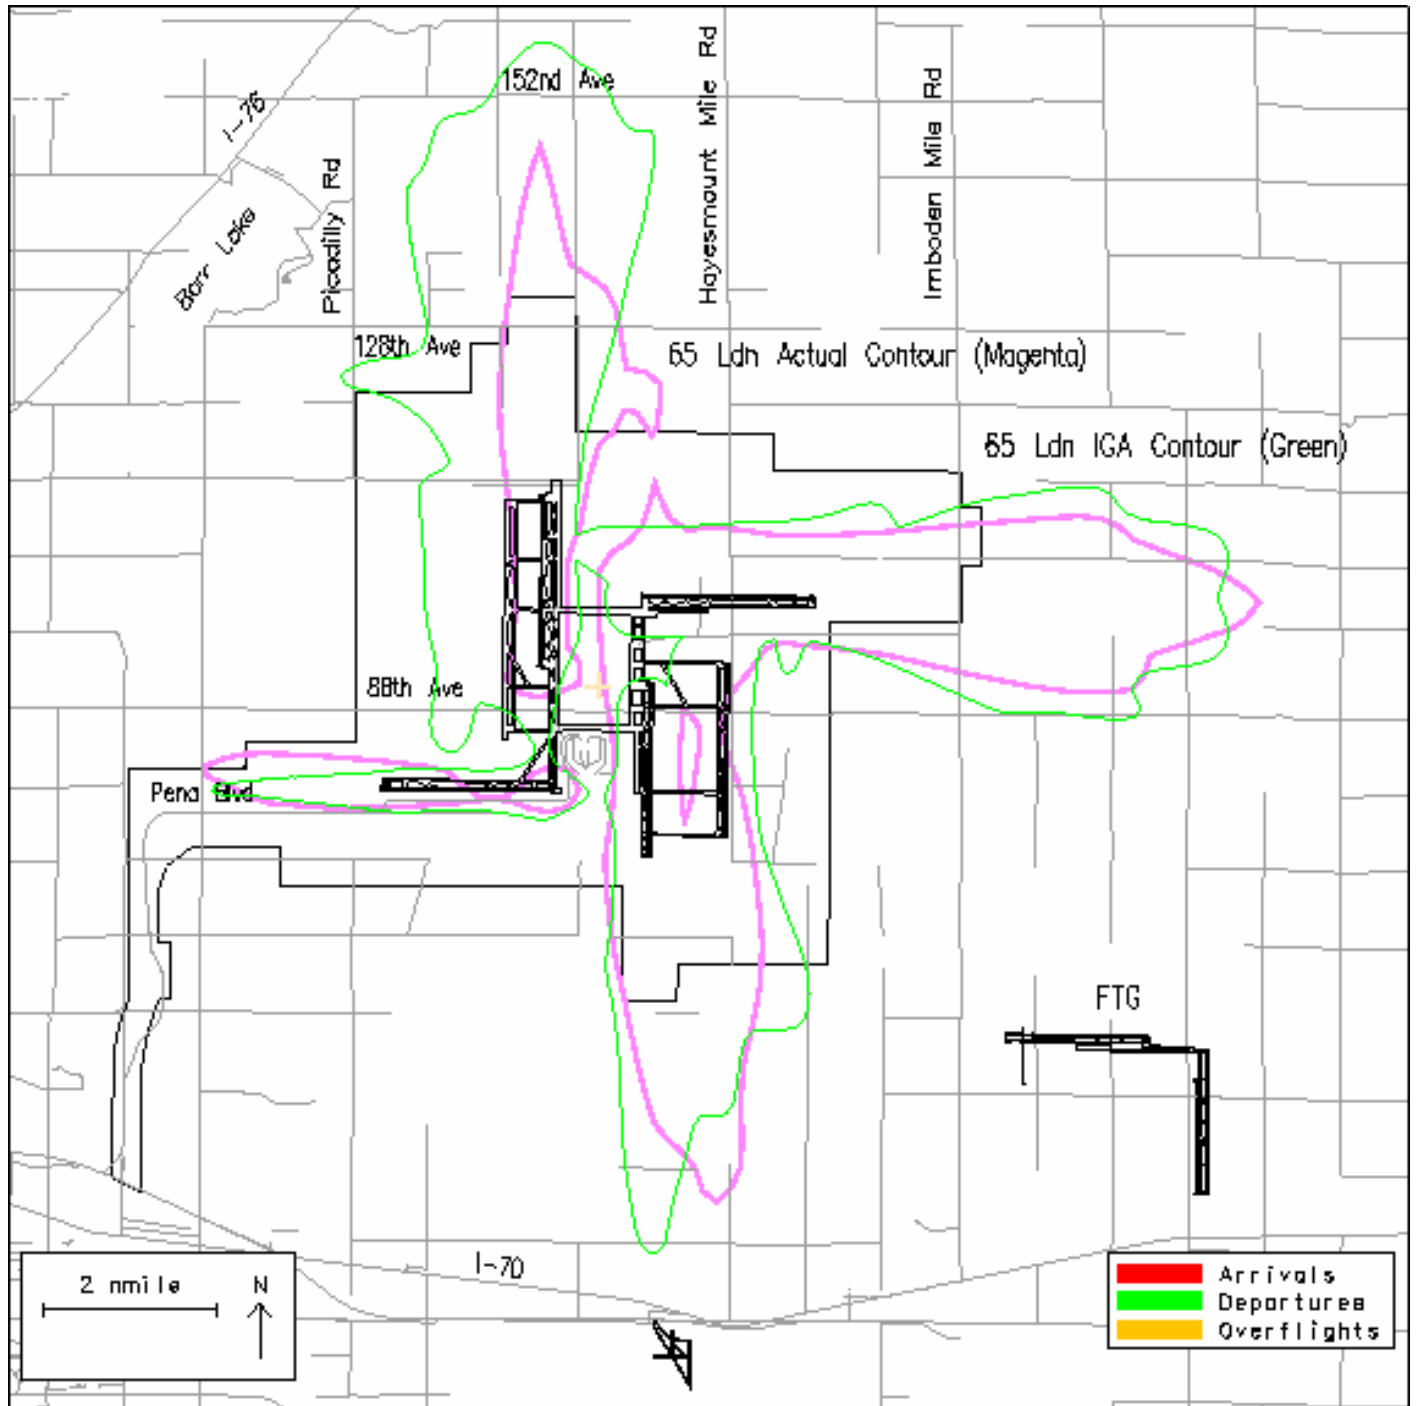 152nd Ave
I-76
Hayesmount Mile Rd
Imboden Mile Rd
Picadilly Rd
Barr Lake
128th Ave
65 Ldn Actual Contour (Magenta)
65 Ldn IGA Contour (Green)
88th Ave
Pena Blvd
FTG
I-70
2 nmile
N
Arrivals
Departures
Overflights